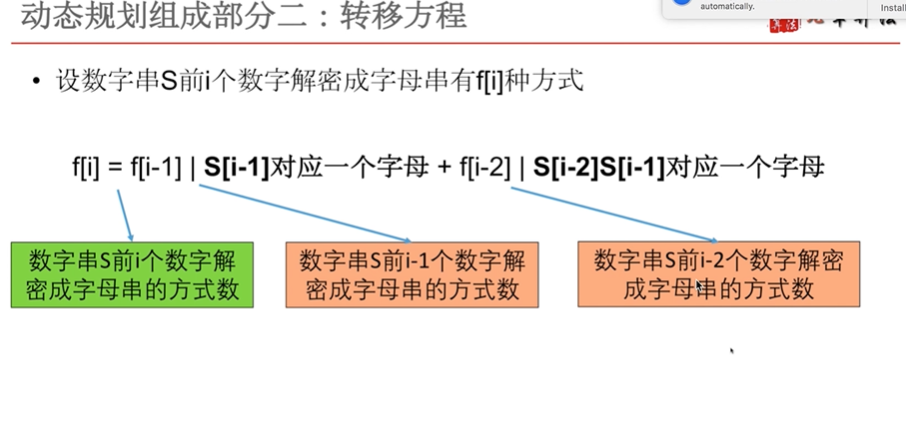 automatically.
Install
动态规划组成部分二：转移方程
• 设数字串S前i个数字解密成字母串有f[i]种方式
f[i] = f[i-1] | S[i-1]对应一个字母 + f[i-2] | S[i-2]S[i-1]对应一个字母
数字串S前i个数字解
密成字母串的方式数
数字串S前i-1个数字解
密成字母串的方式数
数字串S前i-2个数字解密
成字母串的方式数